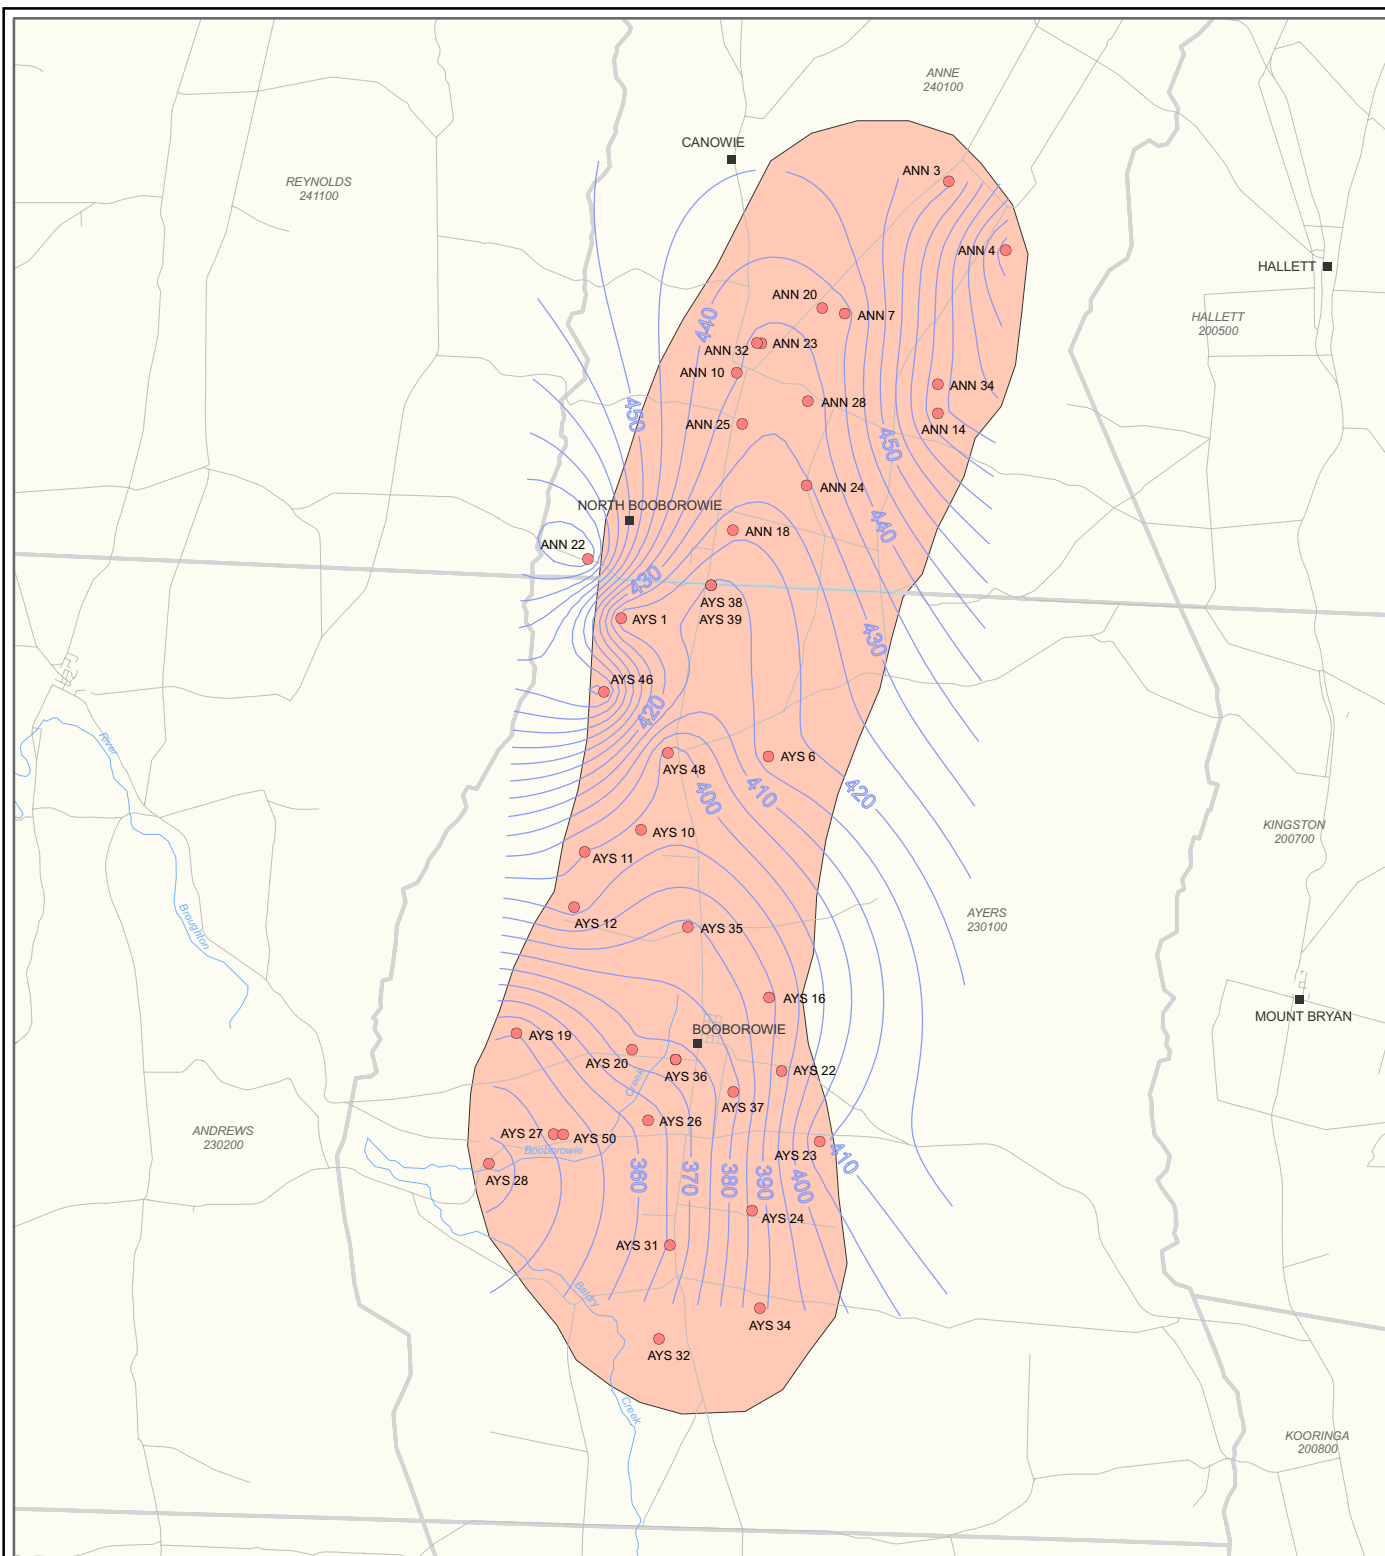 ANNE
240100
CANOWIE
ANN 3
REYNOLDS
241100
ANN 4
HALLETT
ANN 20
ANN 7
HALLETT
200500
440
ANN 32
ANN 23
ANN 10
ANN 34
450
ANN 28
ANN 14
ANN 25
450
ANN 24
NORTH BOOBOROWIE
440
ANN 18
ANN 22
430
AYS 38
AYS 39
AYS 1
430
AYS 46
420
River
AYS 6
AYS 48
400
410
420
AYS 10
KINGSTON
200700
AYS 11
AYS 12
AYERS
230100
Broughton
AYS 35
AYS 16
MOUNT BRYAN
BOOBOROWIE
AYS 19
AYS 20
AYS 36
AYS 22
Creek
AYS 37
AYS 26
ANDREWS
230200
AYS 27
AYS 50
Booborowie
AYS 23
410
AYS 28
360
370
380
390
400
AYS 24
AYS 31
Baldry
AYS 34
AYS 32
Creek
KOORINGA
200800